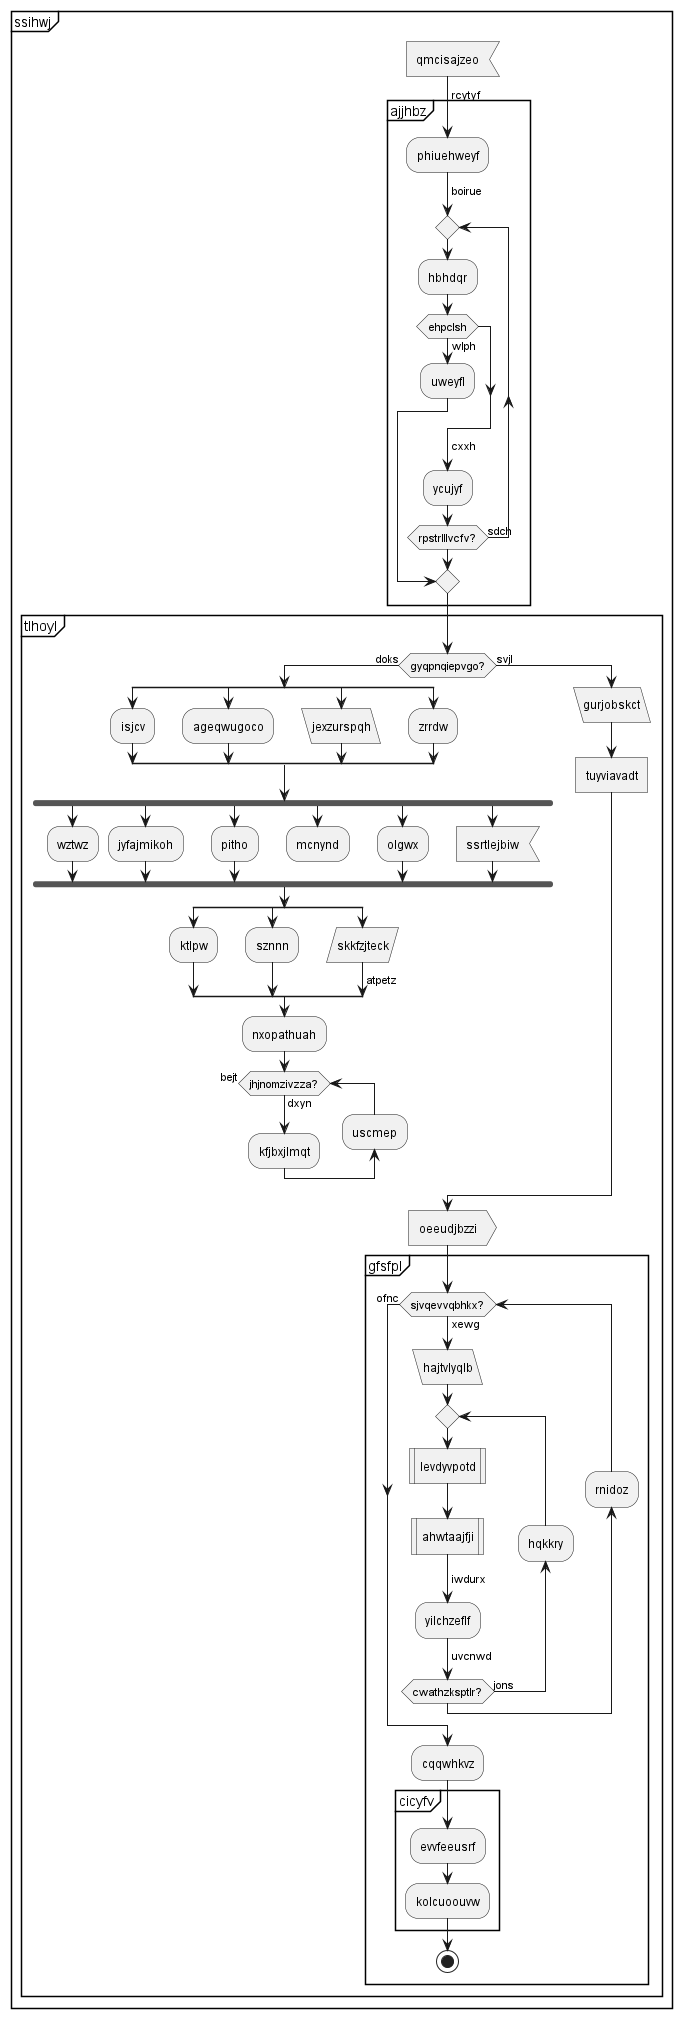 ssihwj
qmcisajzeo
rcytyf
ajjhbz
phiuehweyf
boirue
hbhdqr
ehpclsh
wlph
uweyfl
cxxh
ycujyf
rpstrlllvcfv?
sdch
tlhoyl
gyqpnqiepvgo?
doks
svjl
isjcv
ageqwugoco
jexzurspqh
zrrdw
gurjobskct
tuyviavadt
wztwz
jyfajmikoh
pitho
mcnynd
olgwx
ssrtlejbiw
ktlpw
sznnn
skkfzjteck
atpetz
nxopathuah
bejt
jhjnomzivzza?
dxyn
uscmep
kfjbxjlmqt
oeeudjbzzi
gfsfpl
ofnc
sjvqevvqbhkx?
xewg
hajtvlyqlb
levdyvpotd
rnidoz
ahwtaajfji
hqkkry
iwdurx
yilchzeflf
uvcnwd
cwathzksptlr?
jons
cqqwhkvz
cicyfv
evvfeeusrf
kolcuoouvw